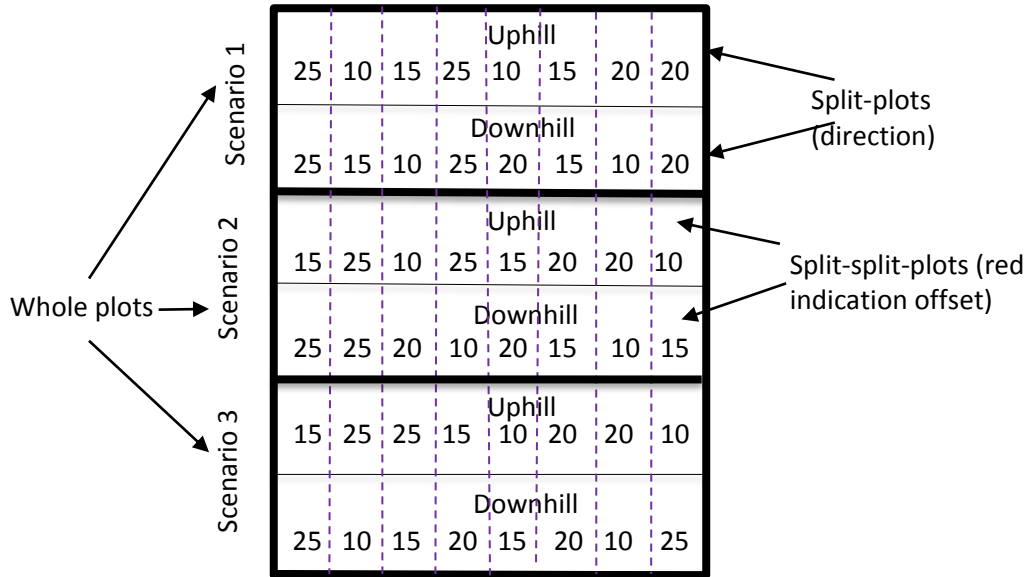 Scenario 1
Uphill
25 10 15 25 10 15 20 20
Downhill
25 15 10 25 20 15 10 20
Split-plots
(direction)
Scenario 2
Uphill
15 25 10 25 15 20 20 10
Downhill
25 25 20 10 20 15 10 15
Split-split-plots (red
indication offset)
Whole plots
Scenario 3
Uphill
15 25 25 15 10 20 20 10
Downhill
25 10 15 20 15 20 10 25